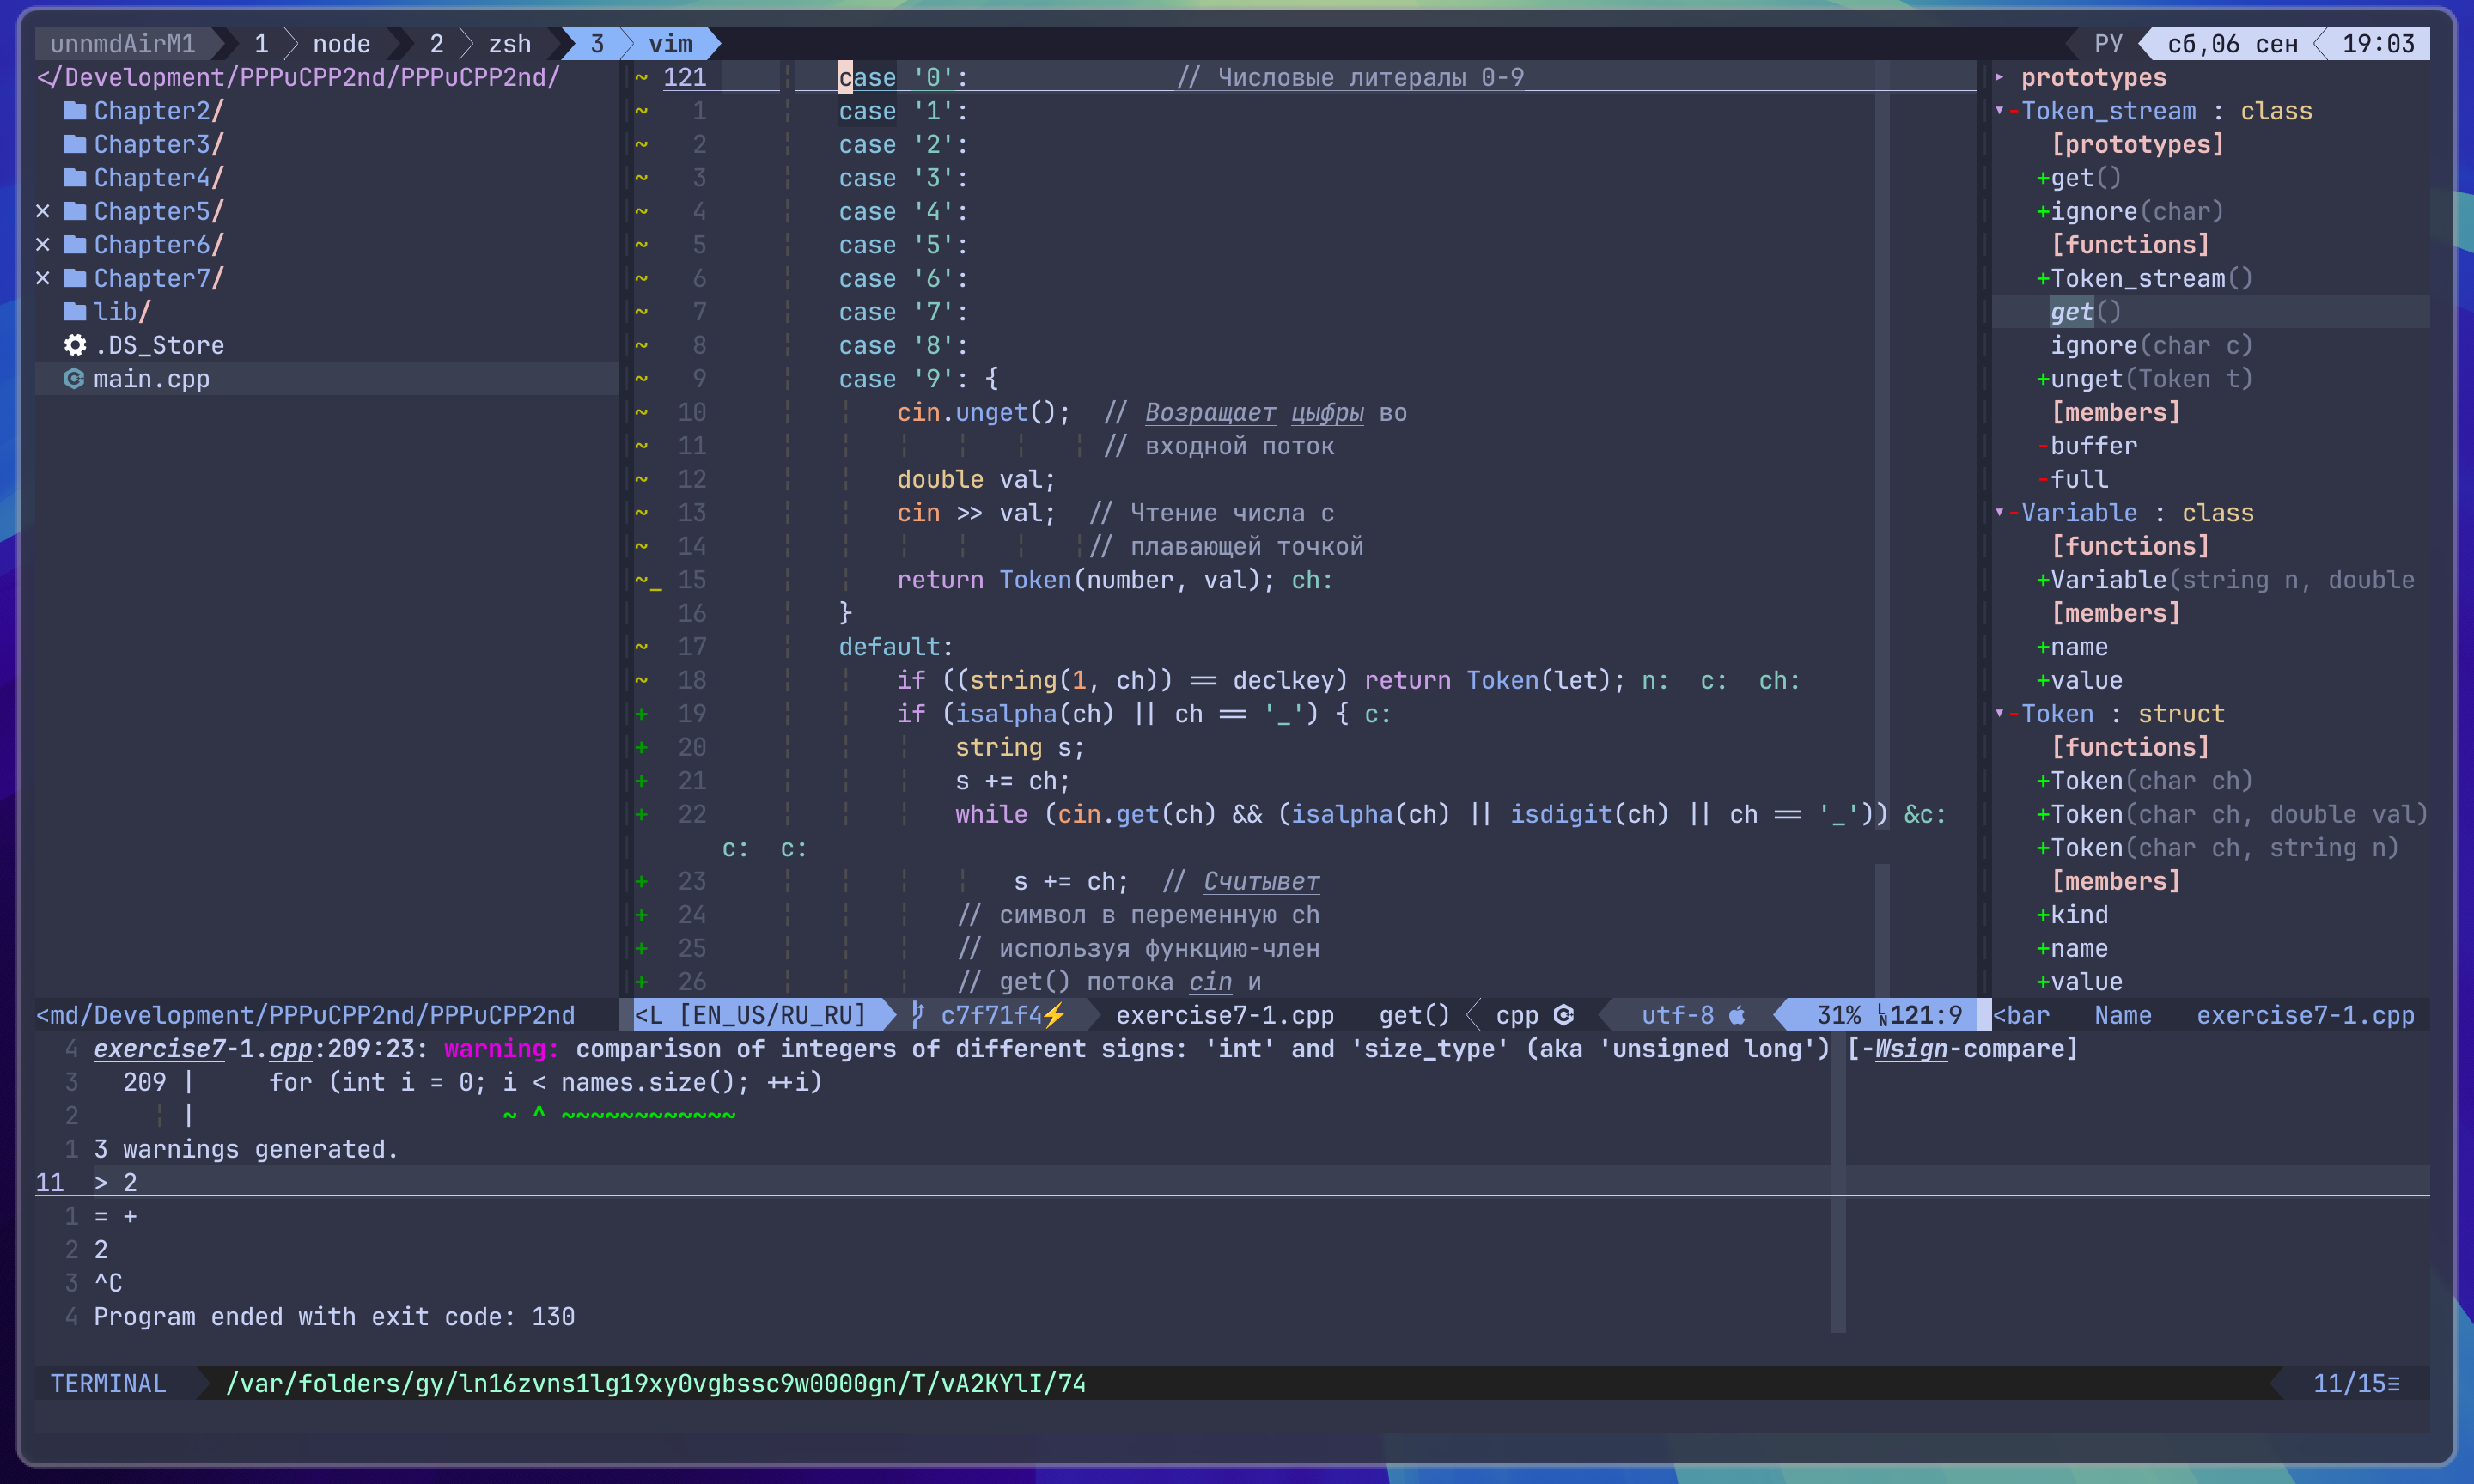 unnmdAirM1 1 node 2 zsh 3 vim РУ сб,06 сен 19:03
</Development/PPPuCPP2nd/PPPuCPP2nd/
Chapter2/
Chapter3/
Chapter4/
× Chapter5/
× Chapter6/
× Chapter7/
lib/
.DS_Store
main.cpp
<md/Development/PPPuCPP2nd/PPPuCPP2nd
~ 121 case '0': // Числовые литералы 0-9
~ 1 case '1':
~ 2 case '2':
~ 3 case '3':
~ 4 case '4':
~ 5 case '5':
~ 6 case '6':
~ 7 case '7':
~ 8 case '8':
~ 9 case '9': {
~ 10 cin.unget(); // Возращает цыфры во
~ 11 // входной поток
~ 12 double val;
~ 13 cin >> val; // Чтение числа с
~ 14 // плавающей точкой
~_ 15 return Token(number, val); ch:
16 }
~ 17 default:
~ 18 if ((string(1, ch)) == declkey) return Token(let); n: c: ch:
+ 19 if (isalpha(ch) || ch == '_') { c:
+ 20 string s;
+ 21 s += ch;
+ 22 while (cin.get(ch) && (isalpha(ch) || isdigit(ch) || ch == '_')) &c:
c: c:
+ 23 s += ch; // Считывет
+ 24 // символ в переменную ch
+ 25 // используя функцию-член
+ 26 // get() потока cin и
<L [EN_US/RU_RU] c7f71f4⚡ exercise7-1.cpp get() cpp utf-8 31% LN121:9
▸ prototypes
▾-Token_stream : class
[prototypes]
+get()
+ignore(char)
[functions]
+Token_stream()
get()
ignore(char c)
+unget(Token t)
[members]
-buffer
-full
▾-Variable : class
[functions]
+Variable(string n, double
[members]
+name
+value
▾-Token : struct
[functions]
+Token(char ch)
+Token(char ch, double val)
+Token(char ch, string n)
[members]
+kind
+name
+value
<bar Name exercise7-1.cpp
4 exercise7-1.cpp:209:23: warning: comparison of integers of different signs: 'int' and 'size_type' (aka 'unsigned long') [-Wsign-compare]
3 209 | for (int i = 0; i < names.size(); ++i)
2 | ~ ^ ~~~~~~~~~~~~
1 3 warnings generated.
11 > 2
1 = +
2 2
3 ^C
4 Program ended with exit code: 130
TERMINAL /var/folders/gy/ln16zvns1lg19xy0vgbssc9w0000gn/T/vA2KYlI/74 11/15≡